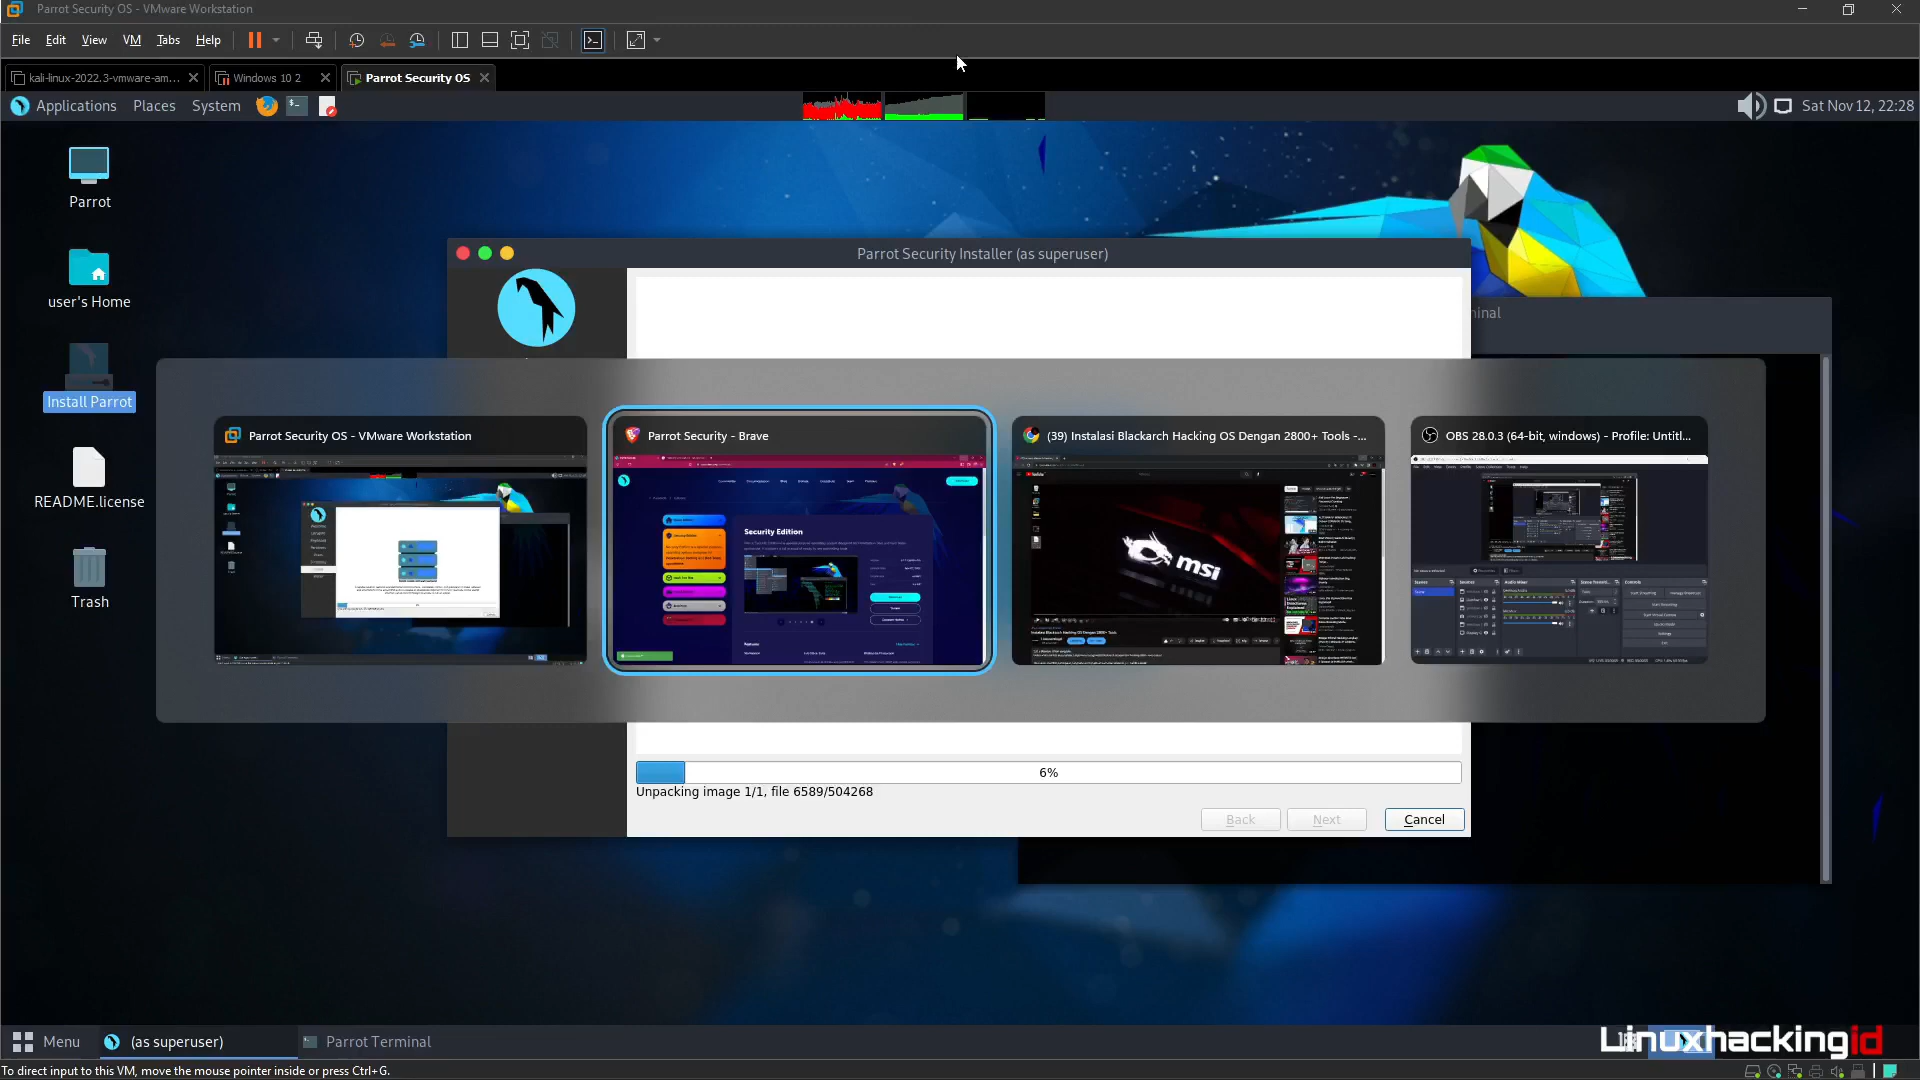 Parrot Security OS - VMware Workstation
File Edit View VM Tabs Help
kali-linux-2022.3-vmware-am... Windows 10 2 Parrot Security OS
Applications Places System
Sat Nov 12, 22:28
Parrot
user's Home
Install Parrot
README.license
Trash
Parrot Security Installer (as superuser)
inal
Parrot Security OS - VMware Workstation
Parrot Security - Brave
(39) Instalasi Blackarch Hacking OS Dengan 2800+ Tools -...
OBS 28.0.3 (64-bit, windows) - Profile: Untitl...
Security Edition
msi
6%
Unpacking image 1/1, file 6589/504268
Back Next Cancel
Menu (as superuser) Parrot Terminal
Linuxhackingid
To direct input to this VM, move the mouse pointer inside or press Ctrl+G.